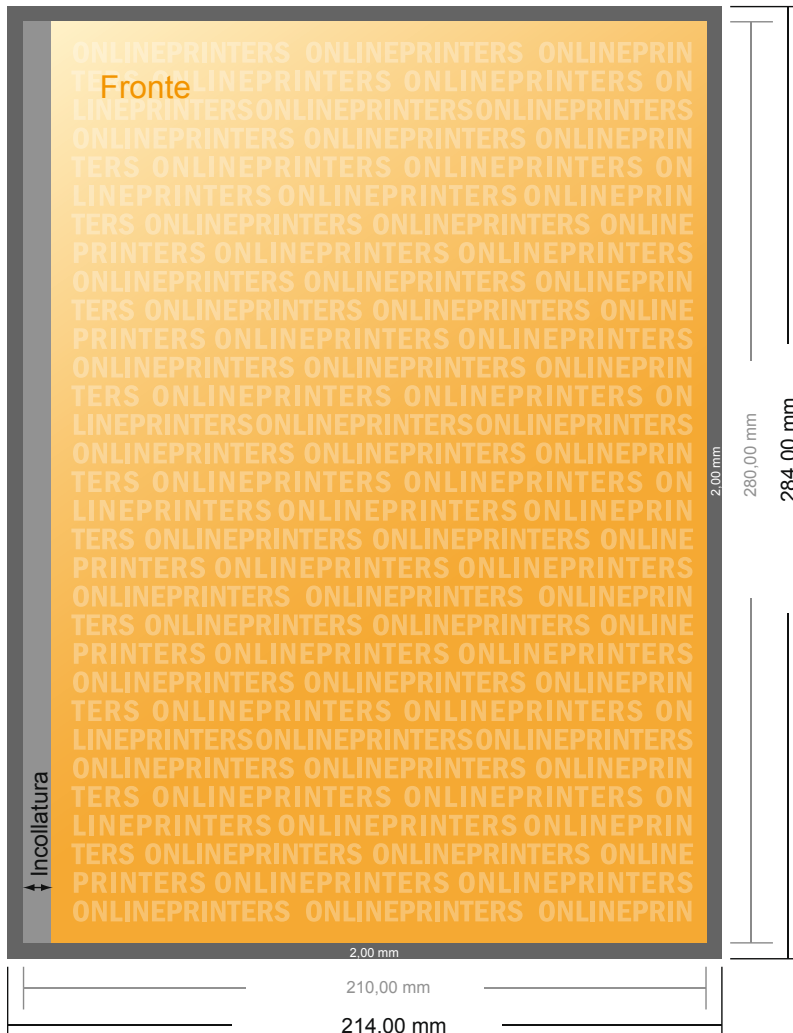 ONLINEPRINTERS ONLINEPRINTERS ONLINEPRIN
Fronte
LINEPRINTERS ONLINEPRINTERS ON
LINEPRINTERSONLINEPRINTERSONLINEPRINTERS
ONLINEPRINTERS ONLINEPRINTERS ONLINEPRIN
TERS ONLINEPRINTERS ONLINEPRINTERS ON
LINEPRINTERS ONLINEPRINTERS ONLINEPRIN
TERS ONLINEPRINTERS ONLINEPRINTERS ONLINE
PRINTERS ONLINEPRINTERS ONLINEPRINTERS
ONLINEPRINTERS ONLINEPRINTERS ONLINEPRIN
TERS ONLINEPRINTERS ONLINEPRINTERS ONLINE
PRINTERS ONLINEPRINTERS ONLINEPRINTERS
ONLINEPRINTERS ONLINEPRINTERS ONLINEPRIN
TERS ONLINEPRINTERS ONLINEPRINTERS ON
LINEPRINTERSONLINEPRINTERSONLINEPRINTERS
ONLINEPRINTERS ONLINEPRINTERS ONLINEPRIN
TERS ONLINEPRINTERS ONLINEPRINTERS ON
LINEPRINTERS ONLINEPRINTERS ONLINEPRIN
TERS ONLINEPRINTERS ONLINEPRINTERS ONLINE
PRINTERS ONLINEPRINTERS ONLINEPRINTERS
ONLINEPRINTERS ONLINEPRINTERS ONLINEPRIN
TERS ONLINEPRINTERS ONLINEPRINTERS ONLINE
PRINTERS ONLINEPRINTERS ONLINEPRINTERS
ONLINEPRINTERS ONLINEPRINTERS ONLINEPRIN
TERS ONLINEPRINTERS ONLINEPRINTERS ON
LINEPRINTERSONLINEPRINTERSONLINEPRINTERS
ONLINEPRINTERS ONLINEPRINTERS ONLINEPRIN
TERS ONLINEPRINTERS ONLINEPRINTERS ON
LINEPRINTERS ONLINEPRINTERS ONLINEPRIN
TERS ONLINEPRINTERS ONLINEPRINTERS ONLINE
PRINTERS ONLINEPRINTERS ONLINEPRINTERS
ONLINEPRINTERS ONLINEPRINTERS ONLINEPRIN
Incollatura
2,00 mm
280,00 mm
284,00 mm
2,00 mm
210,00 mm
214,00 mm